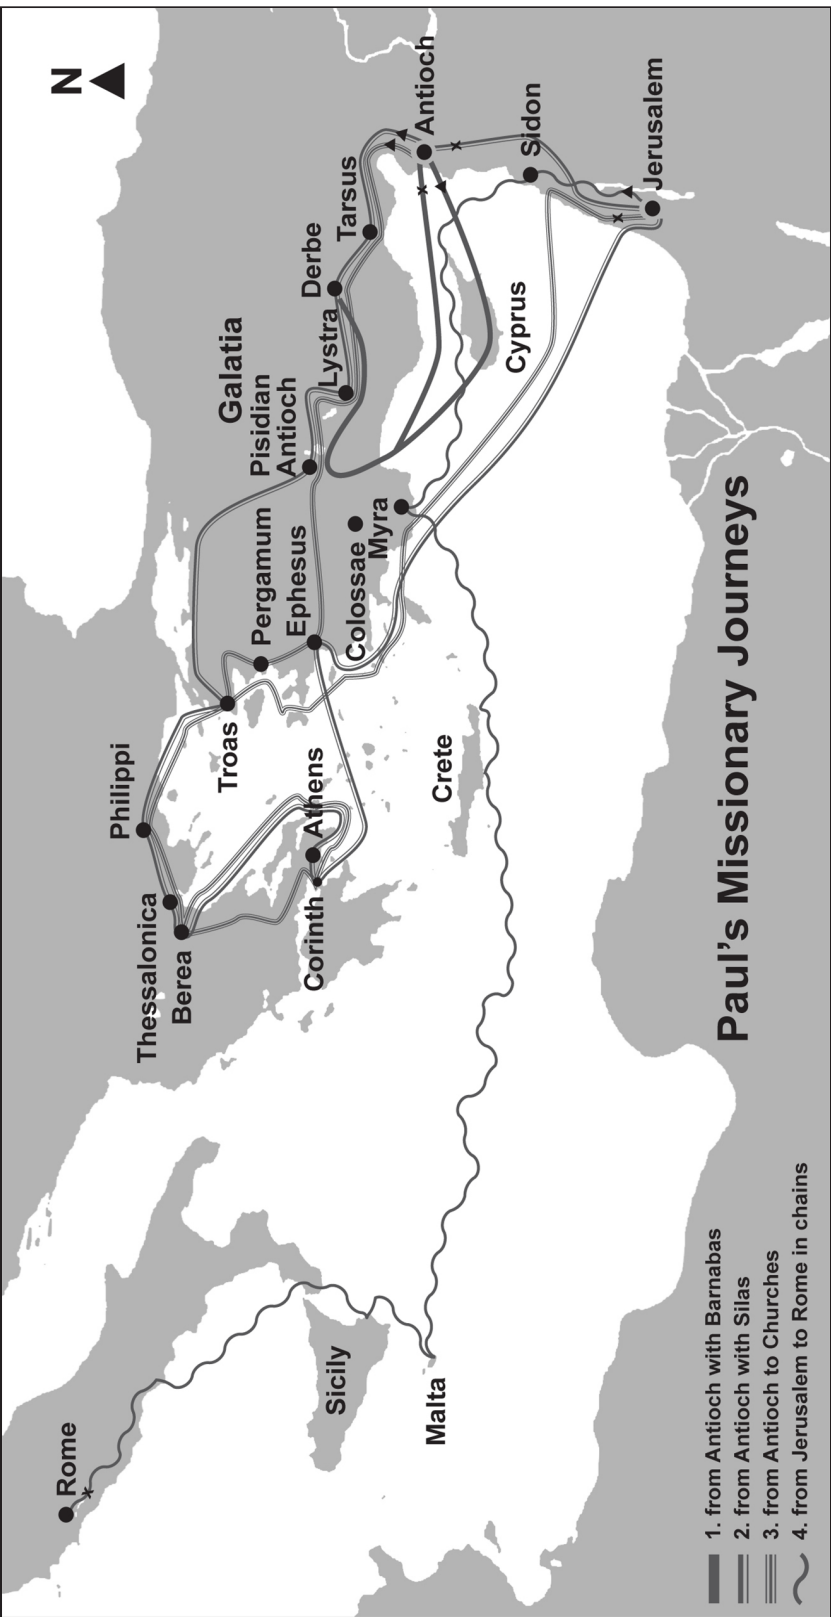 N
Rome
Sicily
Malta
Thessalonica
Berea
Philippi
Corinth
Athens
Troas
Crete
Pergamum
Ephesus
Colossae
Myra
Galatia
Pisidian
Antioch
Lystra
Derbe
Tarsus
Cyprus
Antioch
Sidon
Jerusalem
Paul's Missionary Journeys
1. from Antioch with Barnabas
2. from Antioch with Silas
3. from Antioch to Churches
4. from Jerusalem to Rome in chains